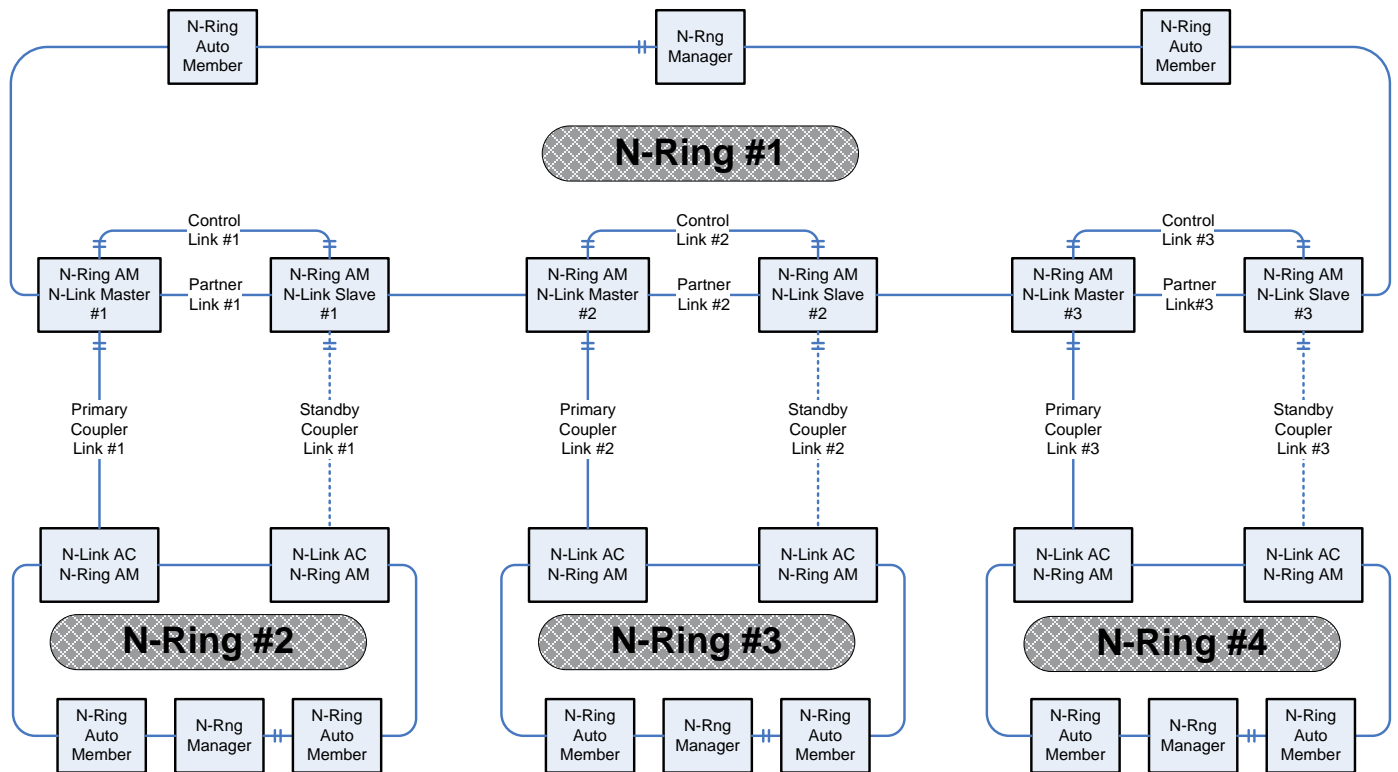 N-Ring
Auto
Member
N-Rng
Manager
N-Ring
Auto
Member
N-Ring #1
Control
Link #1
Control
Link #2
Control
Link #3
N-Ring AM
N-Link Master
#1
Partner
Link #1
N-Ring AM
N-Link Slave
#1
N-Ring AM
N-Link Master
#2
Partner
Link #2
N-Ring AM
N-Link Slave
#2
N-Ring AM
N-Link Master
#3
Partner
Link#3
N-Ring AM
N-Link Slave
#3
Primary
Coupler
Link #1
Standby
Coupler
Link #1
Primary
Coupler
Link #2
Standby
Coupler
Link #2
Primary
Coupler
Link #3
Standby
Coupler
Link #3
N-Link AC
N-Ring AM
N-Link AC
N-Ring AM
N-Link AC
N-Ring AM
N-Link AC
N-Ring AM
N-Link AC
N-Ring AM
N-Link AC
N-Ring AM
N-Ring #2
N-Ring #3
N-Ring #4
N-Ring
Auto
Member
N-Rng
Manager
N-Ring
Auto
Member
N-Ring
Auto
Member
N-Rng
Manager
N-Ring
Auto
Member
N-Ring
Auto
Member
N-Rng
Manager
N-Ring
Auto
Member